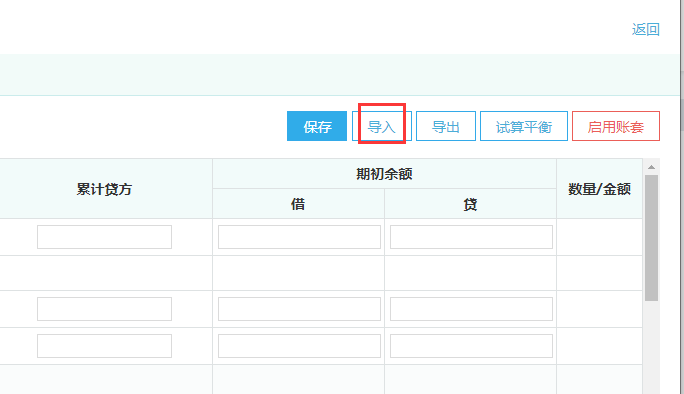 返回
保存 导入 导出 试算平衡 启用账套
累计贷方 期初余额 数量/金额
借 贷